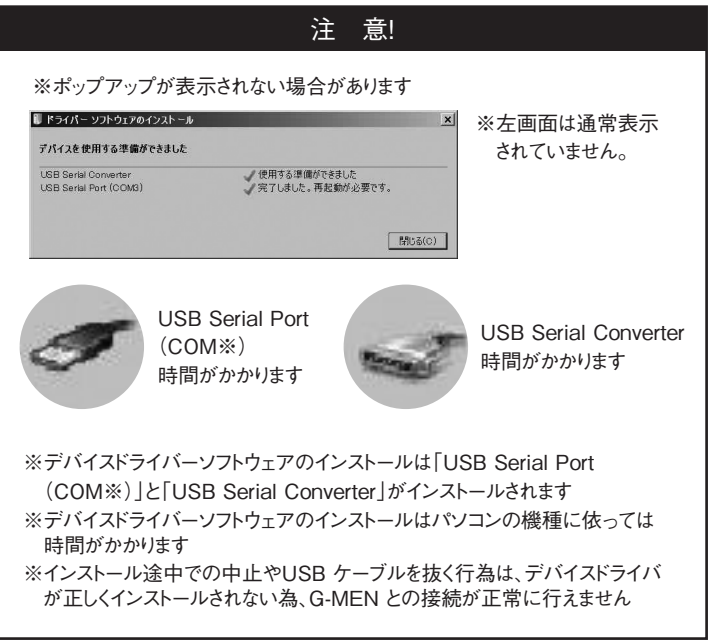 注 意!
※ポップアップが表示されない場合があります
ドライバー ソフトウェアのインストール
デバイスを使用する準備ができました
USB Serial Converter 使用する準備ができました
USB Serial Port (COM3) 完了しました。再起動が必要です。
閉じる(C)
※左画面は通常表示
されていません。
USB Serial Port
(COM※)
時間がかかります
USB Serial Converter
時間がかかります
※デバイスドライバーソフトウェアのインストールは「USB Serial Port
(COM※)」と「USB Serial Converter」がインストールされます
※デバイスドライバーソフトウェアのインストールはパソコンの機種に依っては
時間がかかります
※インストール途中での中止やUSB ケーブルを抜く行為は、デバイスドライバ
が正しくインストールされない為、G-MEN との接続が正常に行えません